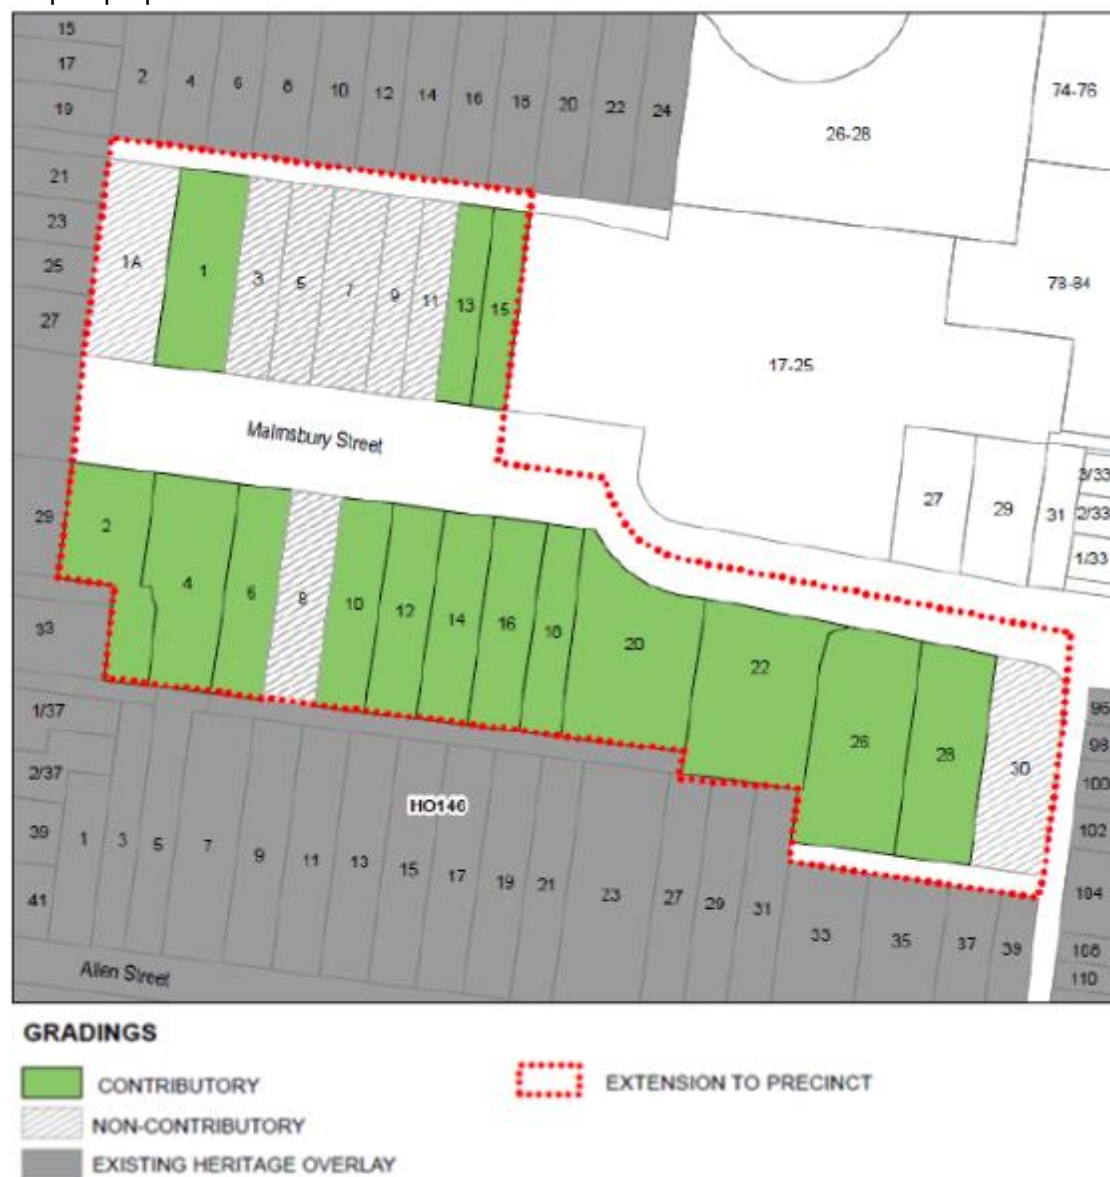 15
17
19
21
23
25
27
29
33
2 4 6 8 10 12 14 16 18 20 22 24
26-28
74-76
78-84
1A 1 3 5 7 9 11 13 15
17-25
Malmsbury Street
27 29 31
3/33
2/33
1/33
2 4 6 8 10 12 14 16 18 20 22 26 28 30
96
98
100
102
104
108
110
1/37
2/37
39
41
HO146
1 3 5 7 9 11 13 15 17 19 21 23 27 29 31 33 35 37 39
Allen Street
GRADINGS
CONTRIBUTORY
NON-CONTRIBUTORY
EXISTING HERITAGE OVERLAY
EXTENSION TO PRECINCT